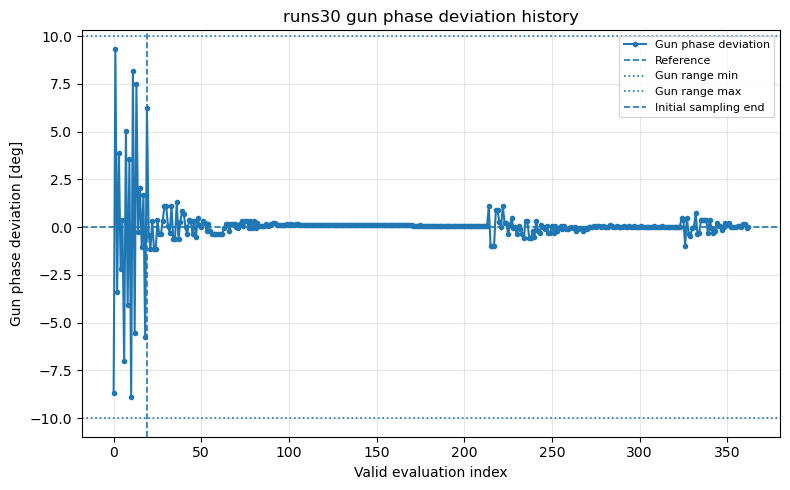 runs30 gun phase deviation history
Gun phase deviation [deg]
10.0
7.5
5.0
2.5
0.0
−2.5
−5.0
−7.5
−10.0
Gun phase deviation
Reference
Gun range min
Gun range max
Initial sampling end
0
50
100
150
200
250
300
350
Valid evaluation index